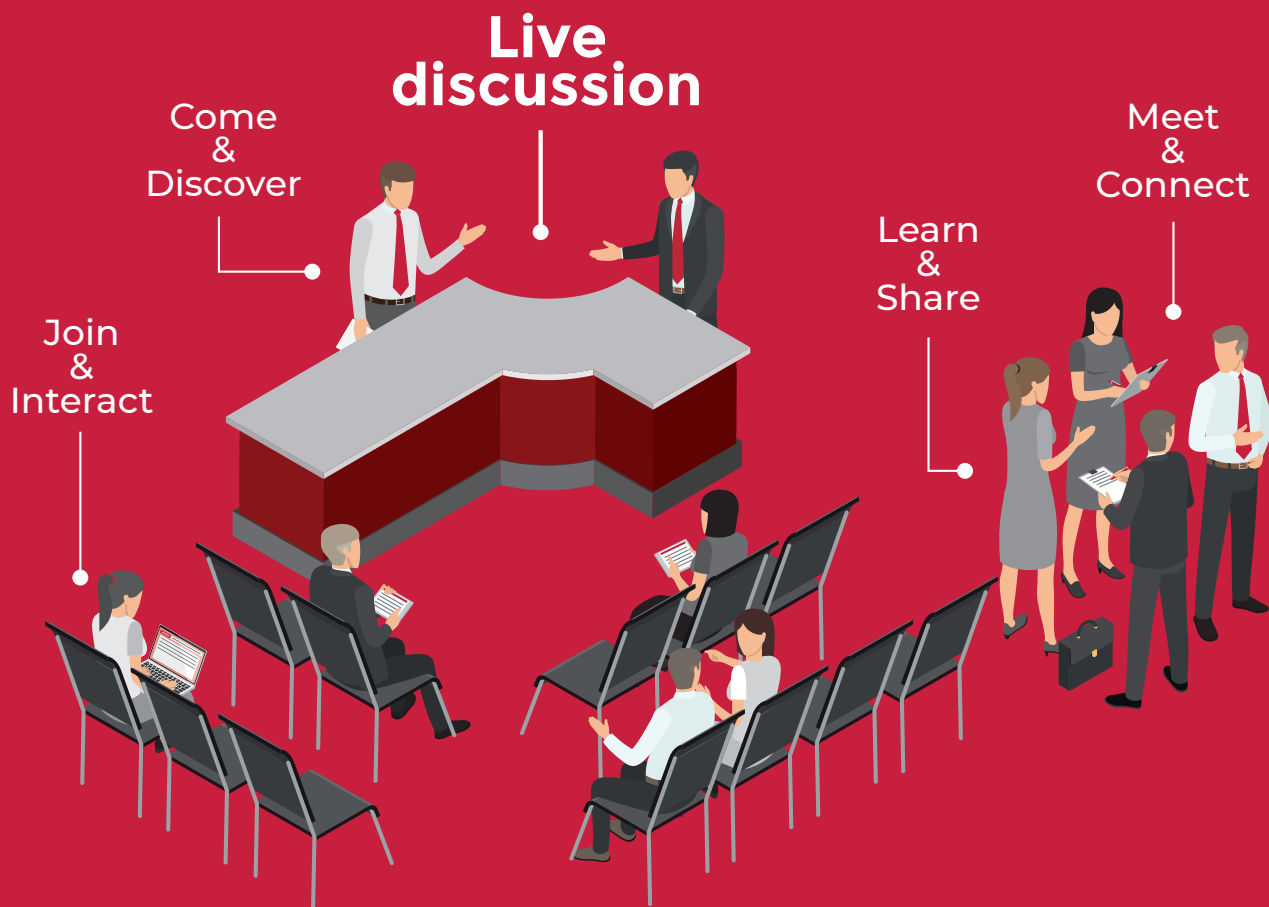 Live
discussion
Come
&
Discover
Meet
&
Connect
Learn
&
Share
Join
&
Interact